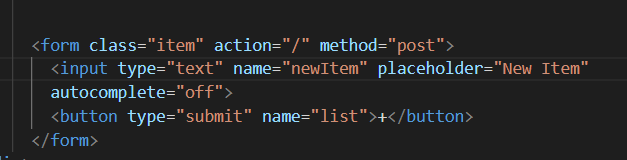 <form class="item" action="/" method="post">
<input type="text" name="newItem" placeholder="New Item"
autocomplete="off">
<button type="submit" name="list">+</button>
</form>